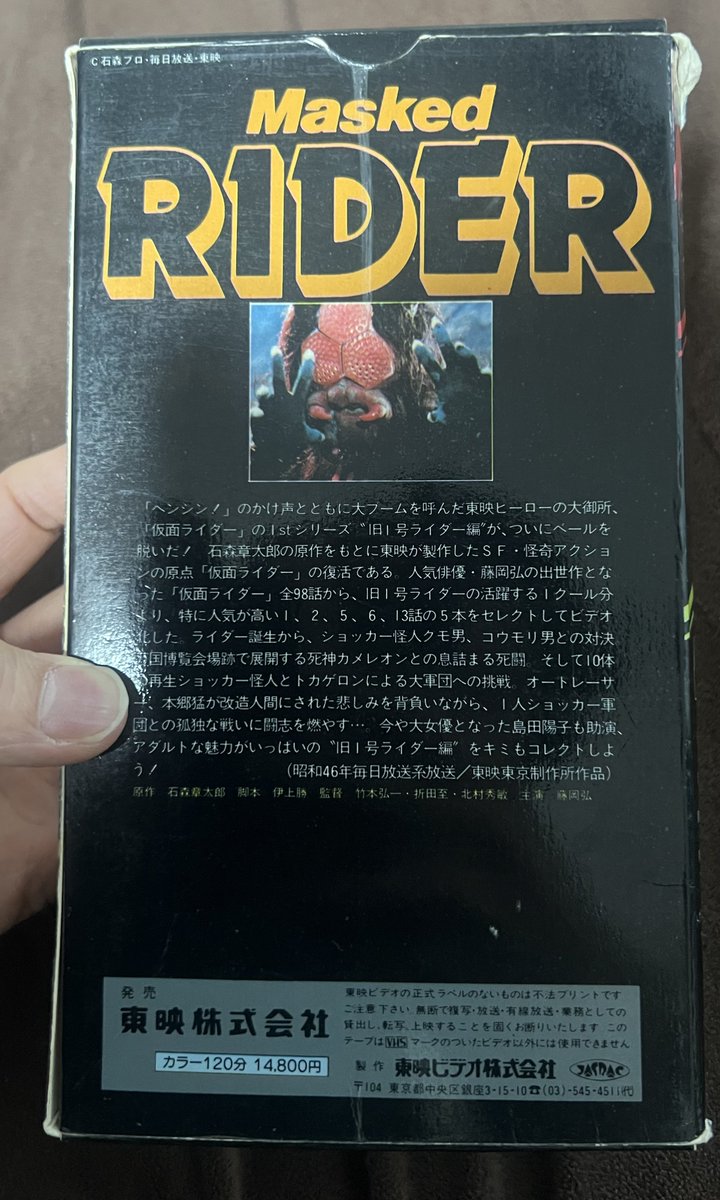 C石森プロ・毎日放送・東映
Masked
RIDER
「ヘンシン！」のかけ声とともに大ブームを呼んだ東映ヒーローの大御所、
「仮面ライダー」の1stシリーズ“旧1号ライダー編”が、ついにベールを
脱いだ！ 石森章太郎の原作をもとに東映が製作したSF・怪奇アクショ
ンの原点「仮面ライダー」の復活である。人気俳優・藤岡弘の出世作とな
った「仮面ライダー」全98話から、旧1号ライダーの活躍する1クール分
より、特に人気が高い1、2、5、6、13話の5本をセレクトしてビデオ
化した。ライダー誕生から、ショッカー怪人クモ男、コウモリ男との対決
国博覧会場跡で展開する死神カメレオンとの息詰まる死闘。そして10体
の再生ショッカー怪人とトカゲロンによる大軍団への挑戦。オートレーサ
ー、本郷猛が改造人間にされた悲しみを背負いながら、1人ショッカー軍
団との孤独な戦いに闘志を燃やす…。今や大女優となった島田陽子も助演、
アダルトな魅力がいっぱいの“旧1号ライダー編”をキミもコレクトしよ
う！ （昭和46年毎日放送系放送／東映東京制作所作品）
原作 石森章太郎 脚本 伊上勝 監督 竹本弘一・折田至・北村秀敏 主演 藤岡弘
発売
東映株式会社
カラー120分 14,800円
東映ビデオの正式ラベルのないものは不法プリントです
ご注意下さい。無断で複写・放送・有線放送・業務としての
貸出し、転写、上映することを固くお断りいたします。この
テープはVHSマークのついたビデオ以外には使用できません
製作 東映ビデオ株式会社
〒104 東京都中央区銀座3-15-10☎(03)-545-4511(代)